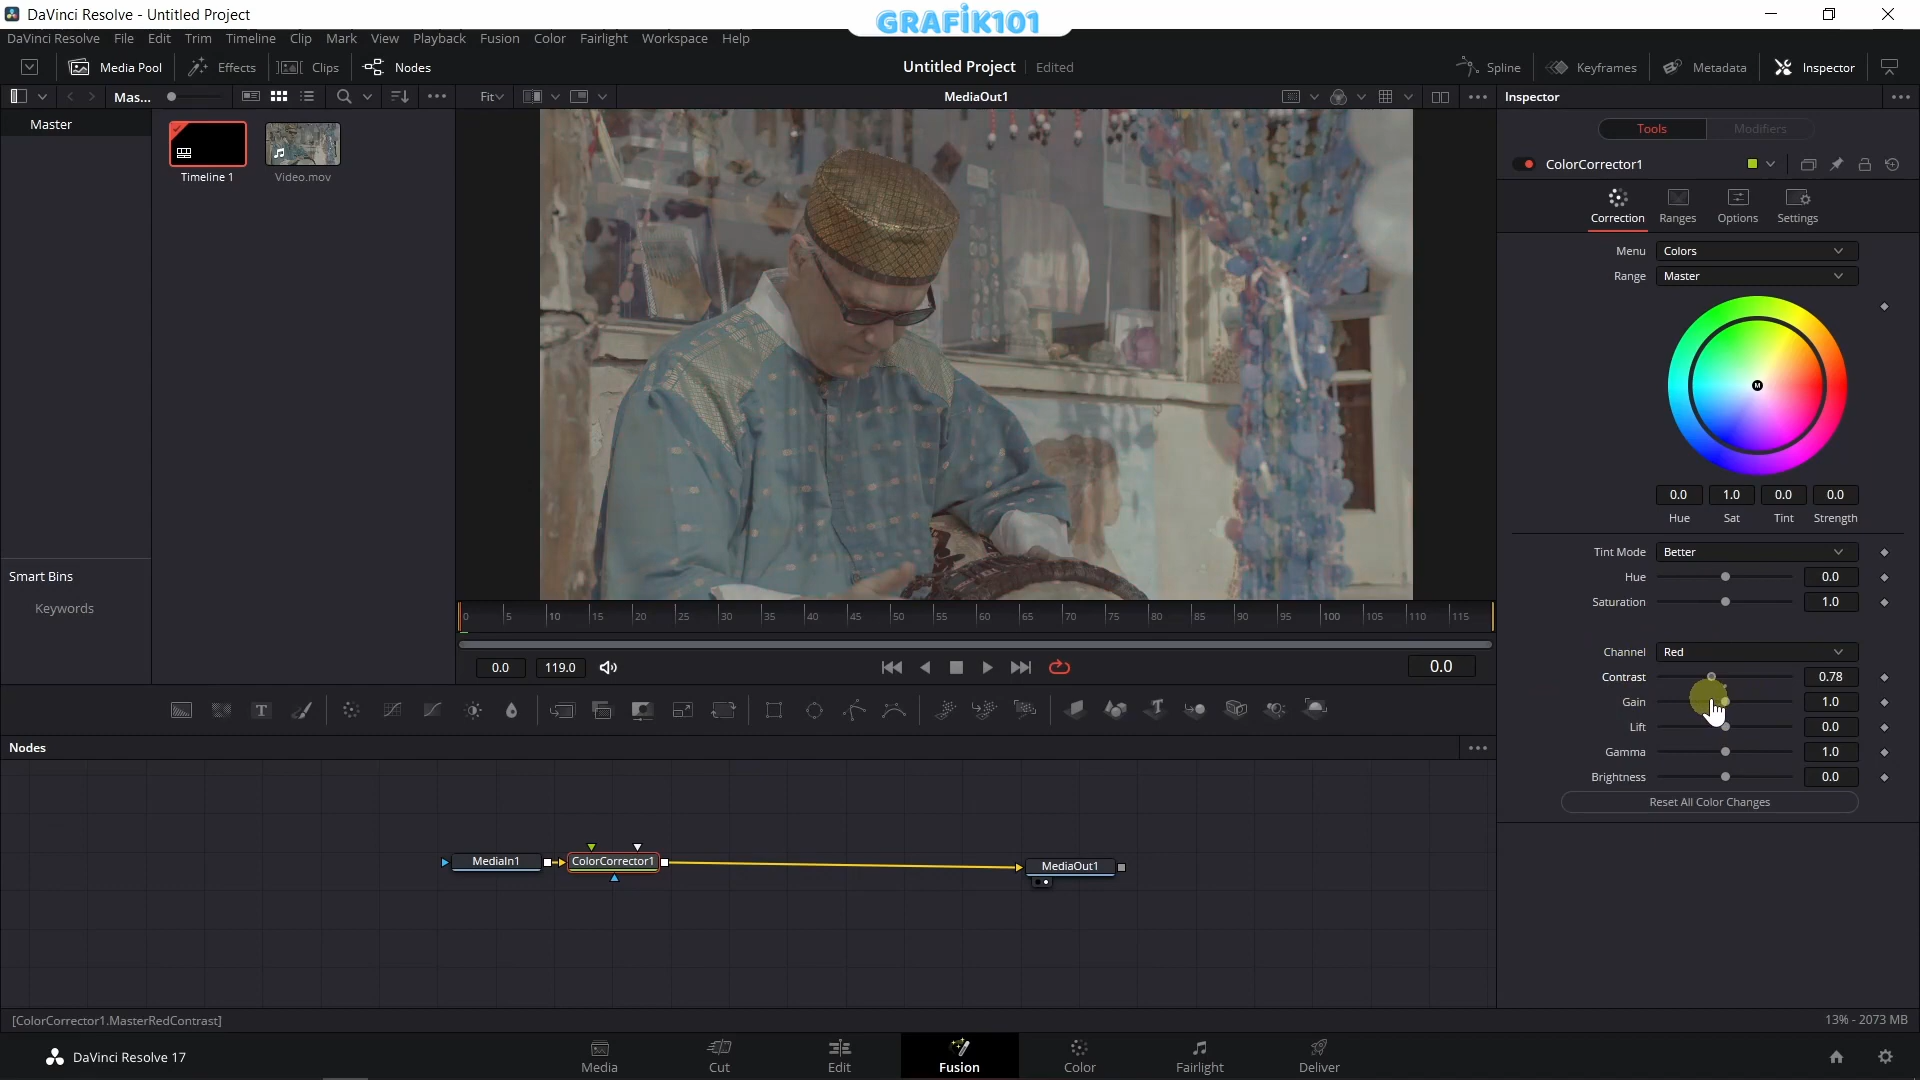 DaVinci Resolve - Untitled Project
GRAFİK101
DaVinci Resolve File Edit Trim Timeline Clip Mark View Playback Fusion Color Fairlight Workspace Help
Media Pool Effects Clips Nodes Untitled Project Edited Spline Keyframes Metadata Inspector
Mas... Fit MediaOut1 Inspector
Master
Timeline 1 Video.mov
Smart Bins
Keywords
Tools Modifiers
ColorCorrector1
Correction Ranges Options Settings
Menu Colors
Range Master
M
0.0 1.0 0.0 0.0
Hue Sat Tint Strength
Tint Mode Better
Hue 0.0
Saturation 1.0
Channel Red
Contrast 0.78
Gain 1.0
Lift 0.0
Gamma 1.0
Brightness 0.0
Reset All Color Changes
0 5 10 15 20 25 30 35 40 45 50 55 60 65 70 75 80 85 90 95 100 105 110 115
0.0 119.0 0.0
Nodes
MediaIn1 ColorCorrector1 MediaOut1
[ColorCorrector1.MasterRedContrast] 13% - 2073 MB
DaVinci Resolve 17 Media Cut Edit Fusion Color Fairlight Deliver